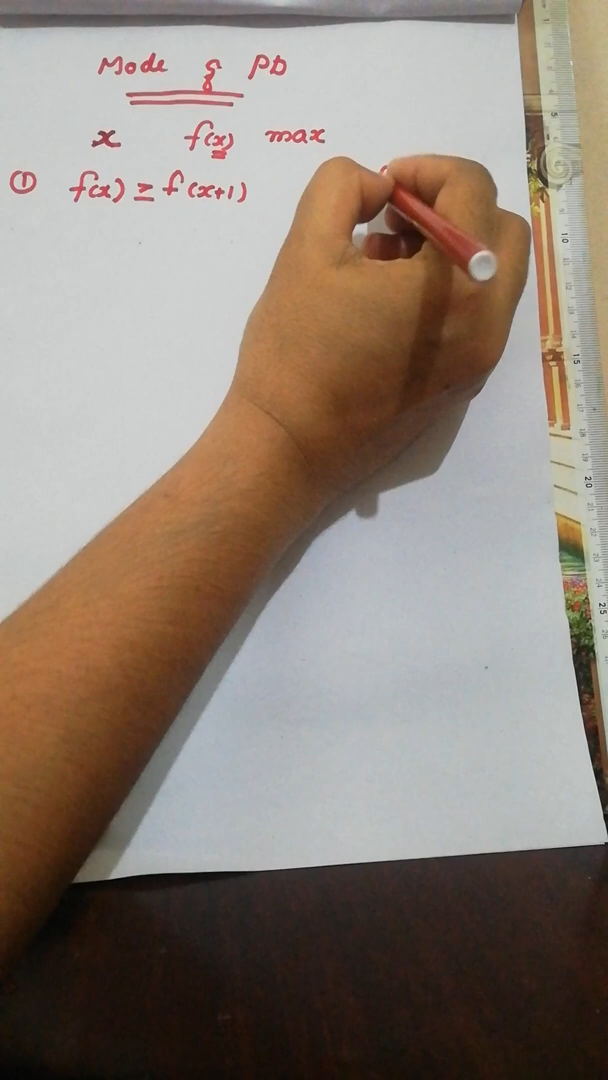 Mode of PD
x f(x) max
① f(x) ≥ f(x+1)